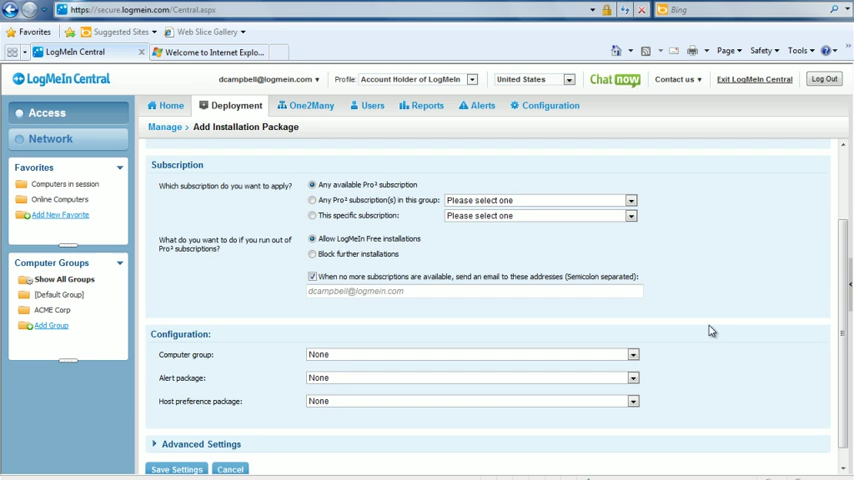 https://secure.logmein.com/Central.aspx
Bing
Favorites
Suggested Sites
Web Slice Gallery
LogMeIn Central
Welcome to Internet Explo...
Page
Safety
Tools
LogMeIn Central
dcampbell@logmein.com
Profile:
Account Holder of LogMeIn
United States
Chat now
Contact us
Exit LogMeIn Central
Log Out
Access
Network
Home
Deployment
One2Many
Users
Reports
Alerts
Configuration
Manage > Add Installation Package
Favorites
Computers in session
Online Computers
Add New Favorite
Computer Groups
Show All Groups
[Default Group]
ACME Corp
Add Group
Subscription
Which subscription do you want to apply?
Any available Pro² subscription
Any Pro² subscription(s) in this group:
Please select one
This specific subscription:
Please select one
What do you want to do if you run out of
Pro² subscriptions?
Allow LogMeIn Free installations
Block further installations
When no more subscriptions are available, send an email to these addresses (Semicolon separated):
dcampbell@logmein.com
Configuration:
Computer group:
None
Alert package:
None
Host preference package:
None
Advanced Settings
Save Settings
Cancel